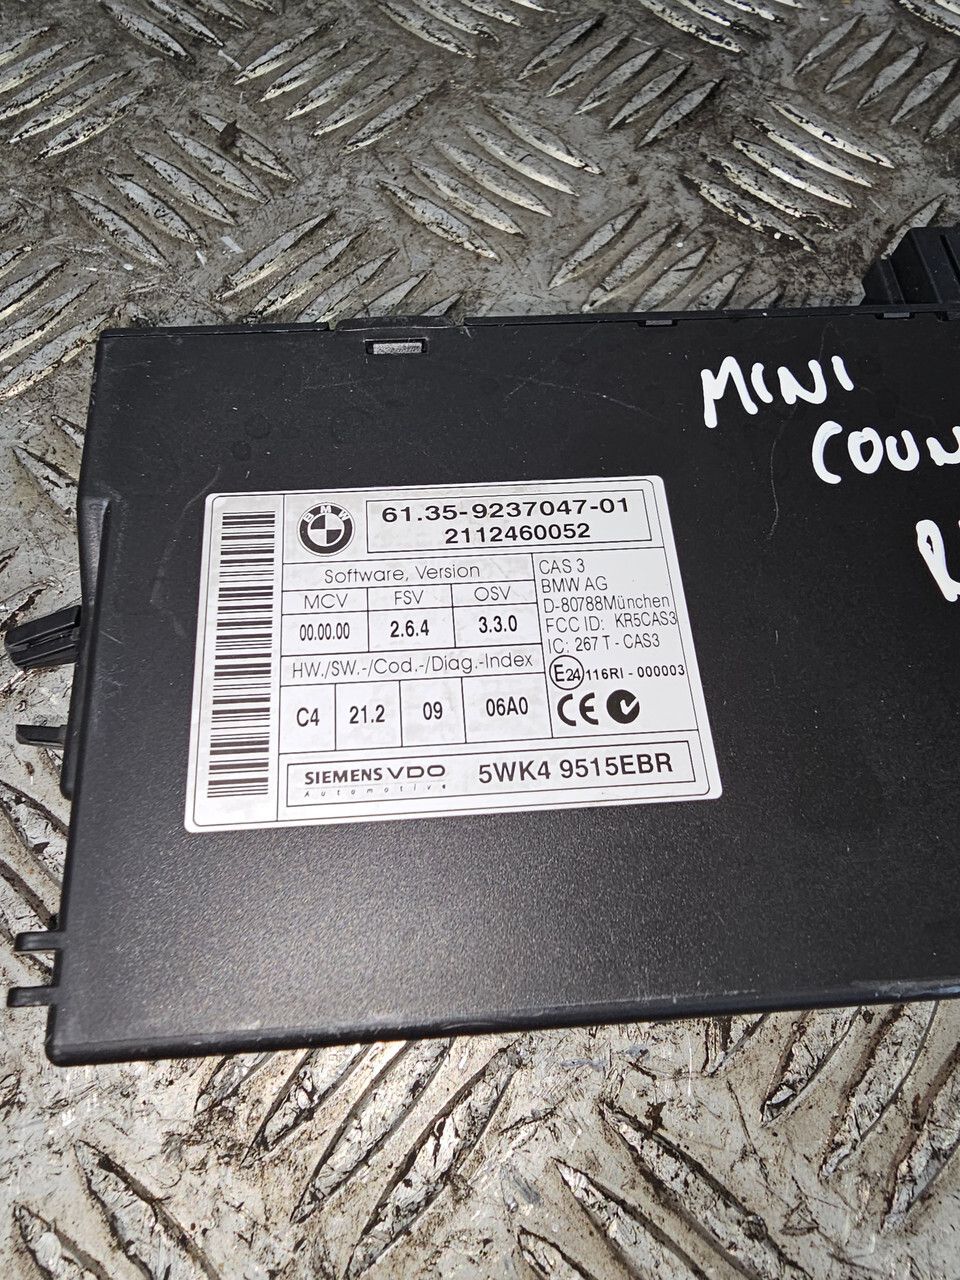 MINI
COUN
BMW
61.35-9237047-01
2112460052
Software, Version
MCV FSV OSV
00.00.00 2.6.4 3.3.0
HW./SW.-/Cod.-/Diag.-Index
C4 21.2 09 06A0
CAS 3
BMW AG
D-80788München
FCC ID: KR5CAS3
IC: 267 T - CAS3
E24 116RI - 000003
CE
SIEMENS VDO
Automotive
5WK4 9515EBR